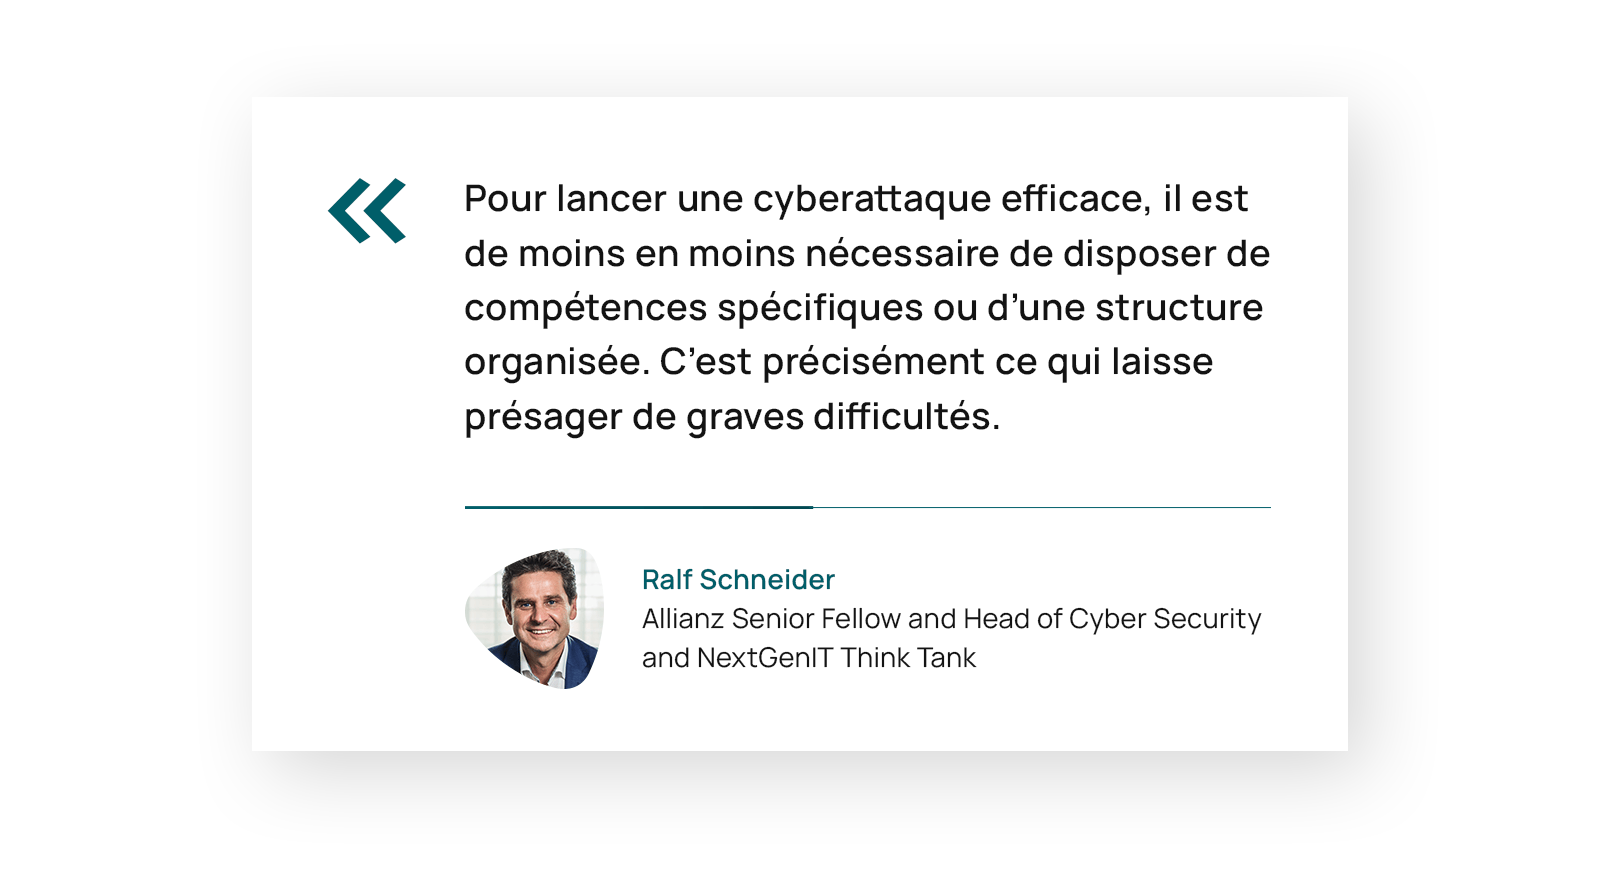 Pour lancer une cyberattaque efficace, il est
de moins en moins nécessaire de disposer de
compétences spécifiques ou d’une structure
organisée. C’est précisément ce qui laisse
présager de graves difficultés.
Ralf Schneider
Allianz Senior Fellow and Head of Cyber Security
and NextGenIT Think Tank